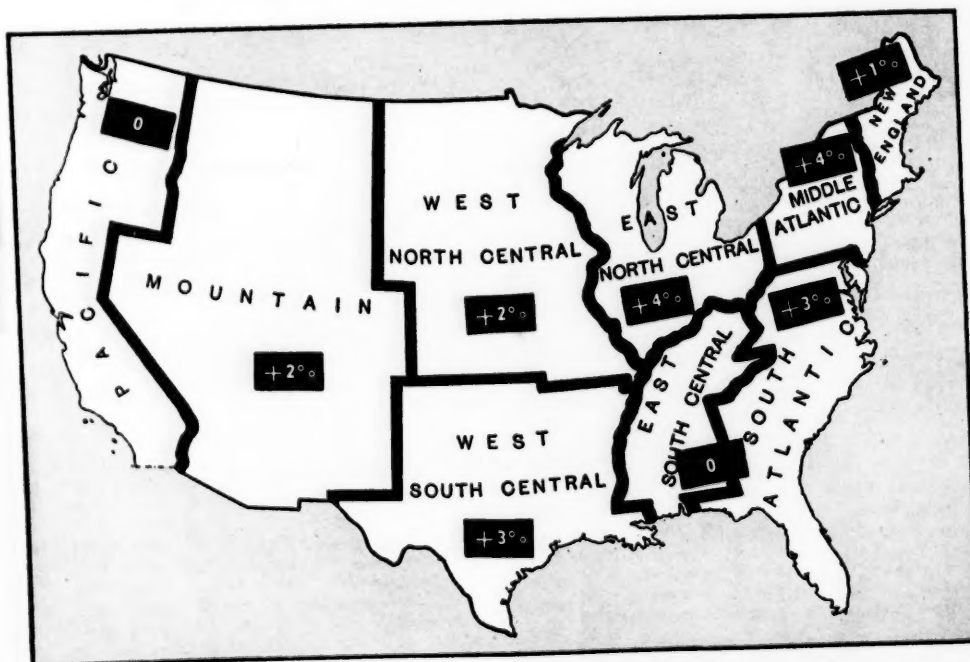 PACIFIC
0
MOUNTAIN
+2%
WEST
NORTH CENTRAL
+2%
WEST
SOUTH CENTRAL
+3%
EAST
NORTH CENTRAL
+4%
EAST
SOUTH CENTRAL
0
SOUTH
ATLANTIC
+3%
MIDDLE
ATLANTIC
+4%
NEW
ENGLAND
+1%